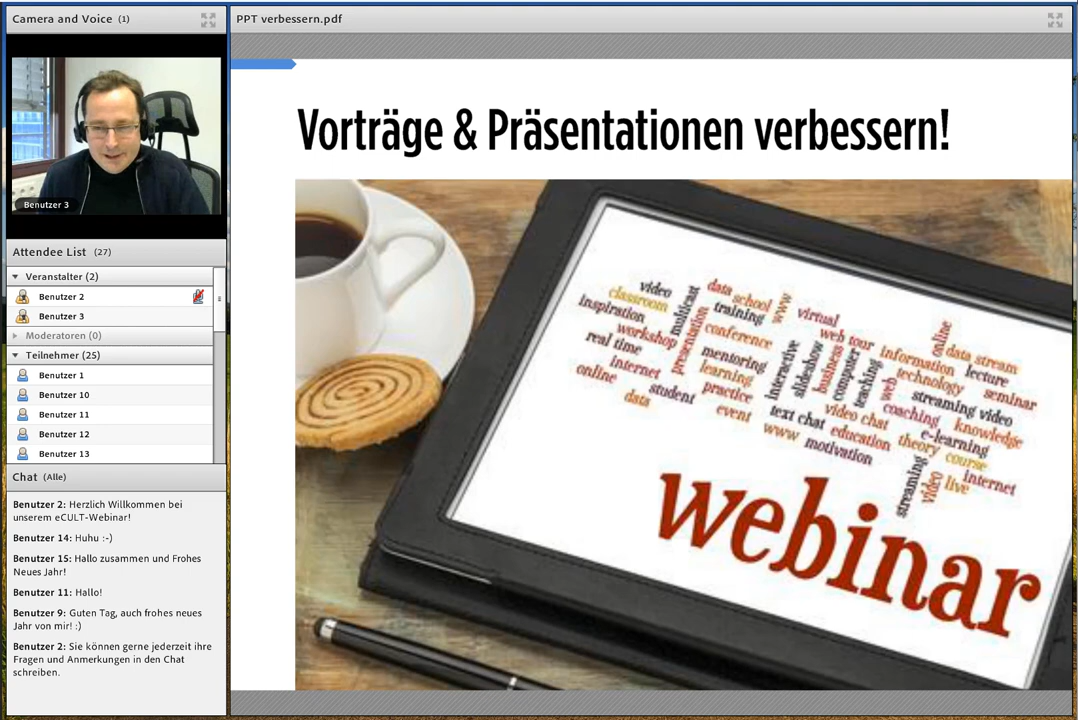 Camera and Voice (1)
Benutzer 3
Attendee List (27)
Veranstalter (2)
Benutzer 2
Benutzer 3
Moderatoren (0)
Teilnehmer (25)
Benutzer 1
Benutzer 10
Benutzer 11
Benutzer 12
Benutzer 13
Chat (Alle)
Benutzer 2: Herzlich Willkommen bei
unserem eCULT-Webinar!
Benutzer 14: Huhu :-)
Benutzer 15: Hallo zusammen und Frohes
Neues Jahr!
Benutzer 11: Hallo!
Benutzer 9: Guten Tag, auch frohes neues
Jahr von mir! :)
Benutzer 2: Sie können gerne jederzeit ihre
Fragen und Anmerkungen in den Chat
schreiben.
PPT verbessern.pdf
Vorträge & Präsentationen verbessern!
video
classroom
inspiration
workshop
real time
internet
online
student
data
multicast
presentation
data
school
training
www
conference
mentoring
learning
practice
event
virtual
web tour
interactive
slideshow
business
computer
teaching
text chat
video chat
www
education
motivation
information
online
data stream
technology
lecture
web
seminar
streaming video
coaching
knowledge
e-learning
theory
course
streaming
video
live
internet
webinar